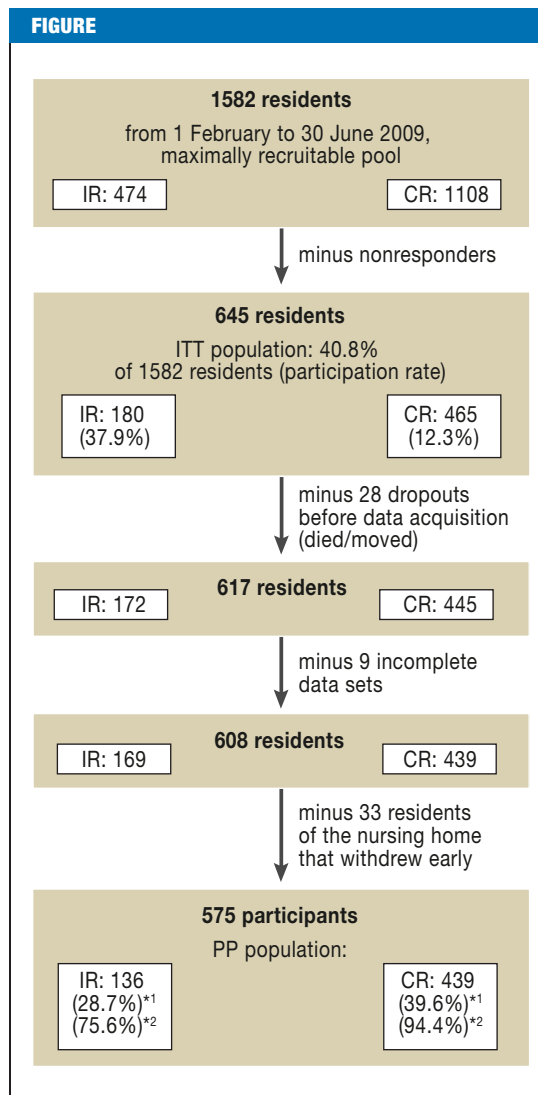 FIGURE
1582 residents
from 1 February to 30 June 2009,
maximally recruitable pool
IR: 474
CR: 1108
minus nonresponders
645 residents
ITT population: 40.8%
of 1582 residents (participation rate)
IR: 180
(37.9%)
CR: 465
(12.3%)
minus 28 dropouts
before data acquisition
(died/moved)
617 residents
IR: 172
CR: 445
minus 9 incomplete
data sets
608 residents
IR: 169
CR: 439
minus 33 residents
of the nursing home
that withdrew early
575 participants
PP population:
IR: 136
(28.7%)*1
(75.6%)*2
CR: 439
(39.6%)*1
(94.4%)*2